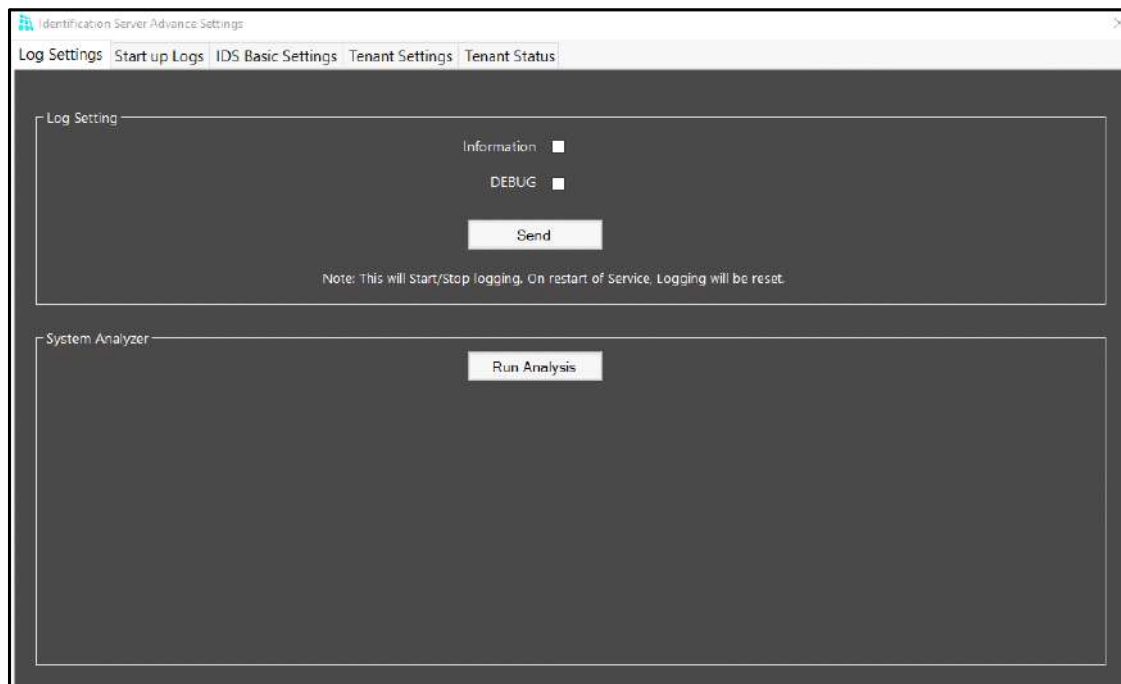 Identification Server Advance Settings
Log Settings Start up Logs IDS Basic Settings Tenant Settings Tenant Status
Log Setting
Information
DEBUG
Send
Note: This will Start/Stop logging. On restart of Service, Logging will be reset.
System Analyzer
Run Analysis